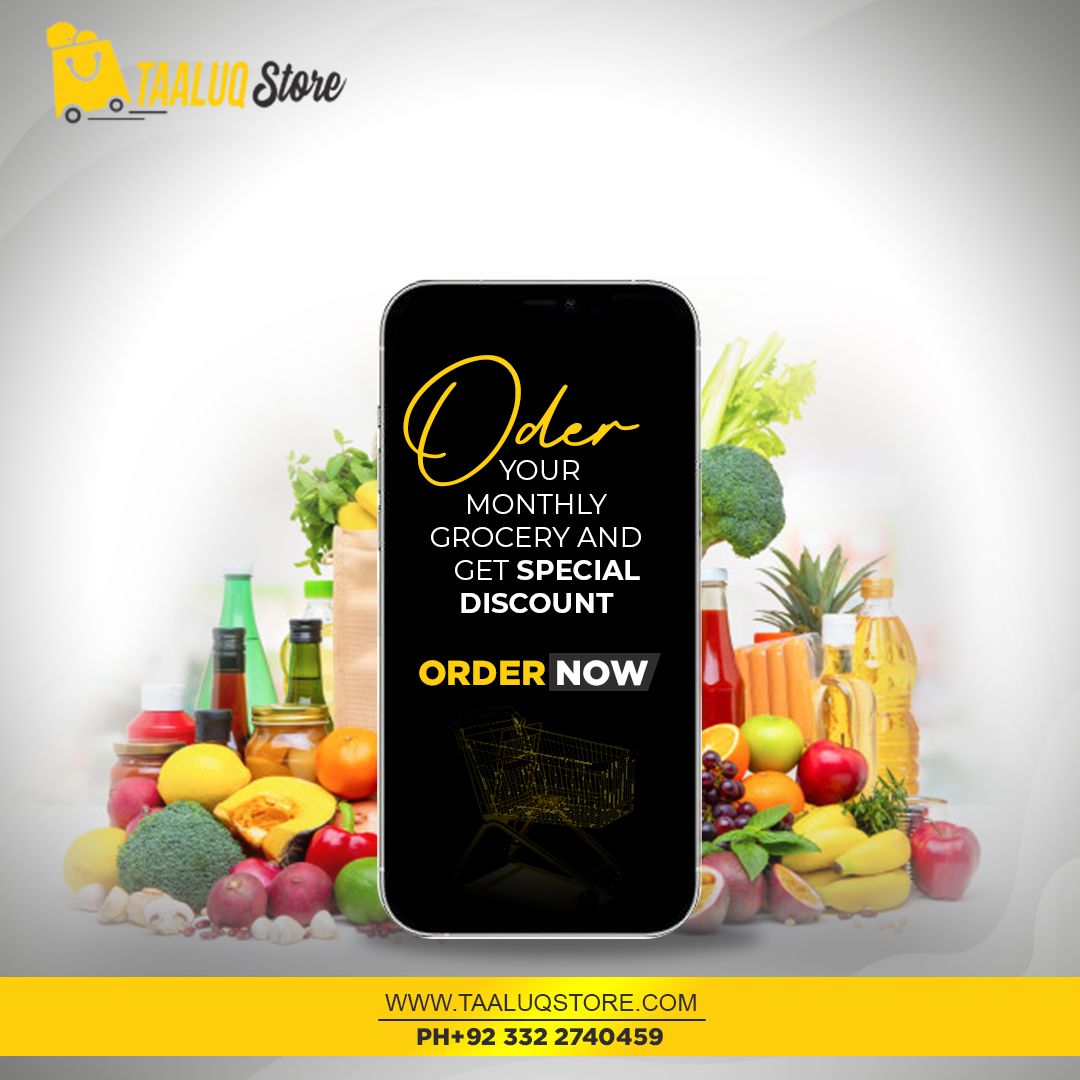 TAALUQ Store
Oder
YOUR
MONTHLY
GROCERY AND
GET SPECIAL
DISCOUNT
ORDER NOW
WWW.TAALUQSTORE.COM
PH+92 332 2740459